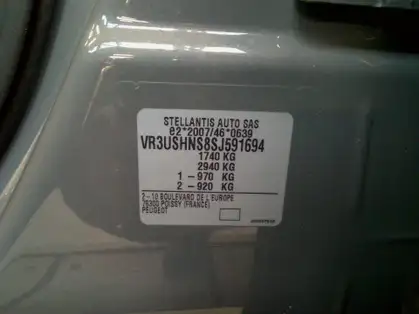 STELLANTIS AUTO SAS
e2*2007/46*0639
VR3USHNS8SJ591694
1740 KG
2940 KG
1 - 970 KG
2 - 920 KG
2-10 BOULEVARD DE L'EUROPE
78300 POISSY (FRANCE)
PEUGEOT